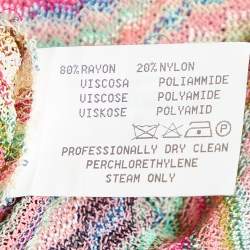 80% RAYON 20% NYLON
VISCOSA POLIAMMIDE
VISCOSE POLYAMIDE
VISKOSE POLYAMID
PROFESSIONALLY DRY CLEAN
PERCHLORETHYLENE
STEAM ONLY